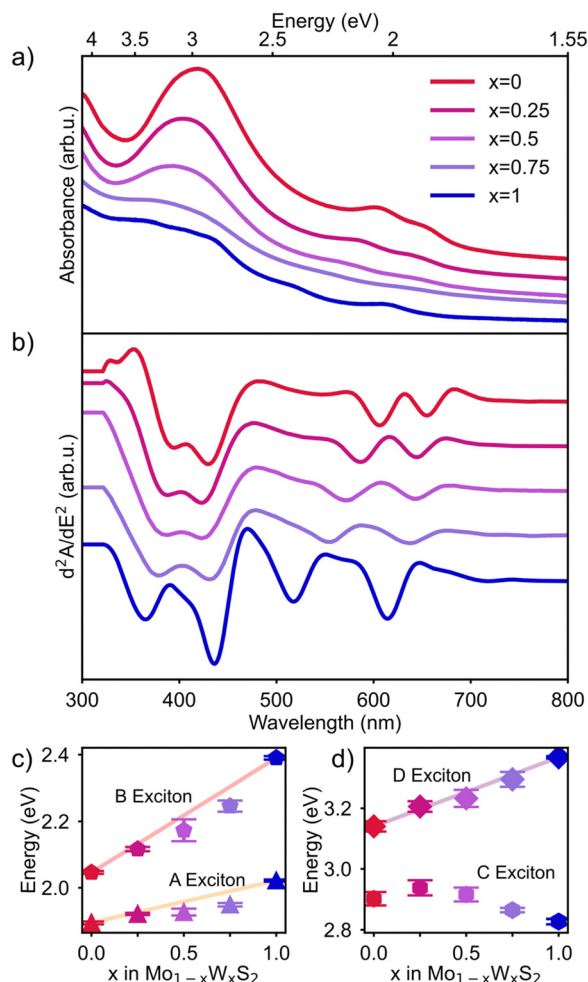 Energy (eV)
4 3.5 3 2.5 2 1.55
a)
Absorbance (arb.u.)
x=0
x=0.25
x=0.5
x=0.75
x=1
b)
d²A/dE² (arb.u.)
300 400 500 600 700 800
Wavelength (nm)
c)
Energy (eV)
2.4
2.2
2.0
B Exciton
A Exciton
0.0 0.5 1.0
x in Mo₁₋ₓWₓS₂
d)
Energy (eV)
3.2
3.0
2.8
D Exciton
C Exciton
0.0 0.5 1.0
x in Mo₁₋ₓWₓS₂